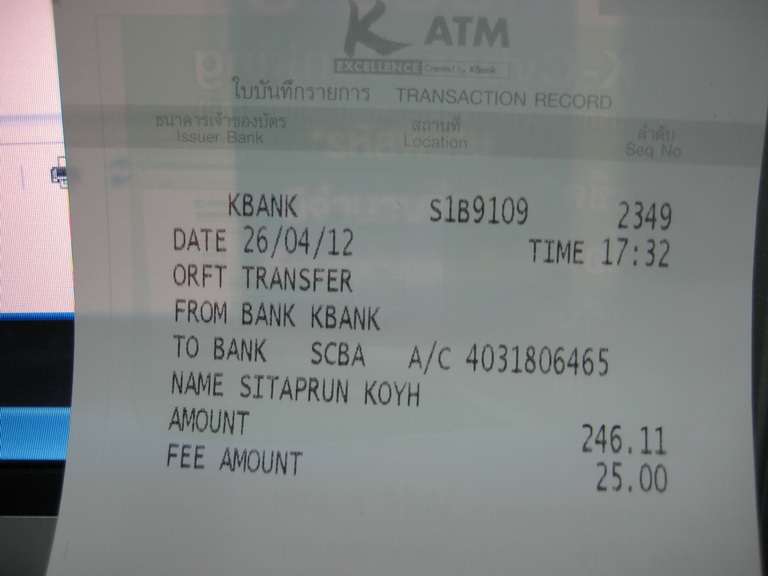 K ATM
EXCELLENCE Created by KBank
ใบบันทึกรายการ TRANSACTION RECORD
ธนาคารเจ้าของบัตร สถานที่ ลำดับ
Issuer Bank Location Seq No.
KBANK S1B9109 2349
DATE 26/04/12 TIME 17:32
ORFT TRANSFER
FROM BANK KBANK
TO BANK SCBA A/C 4031806465
NAME SITAPRUN KOYH
AMOUNT 246.11
FEE AMOUNT 25.00